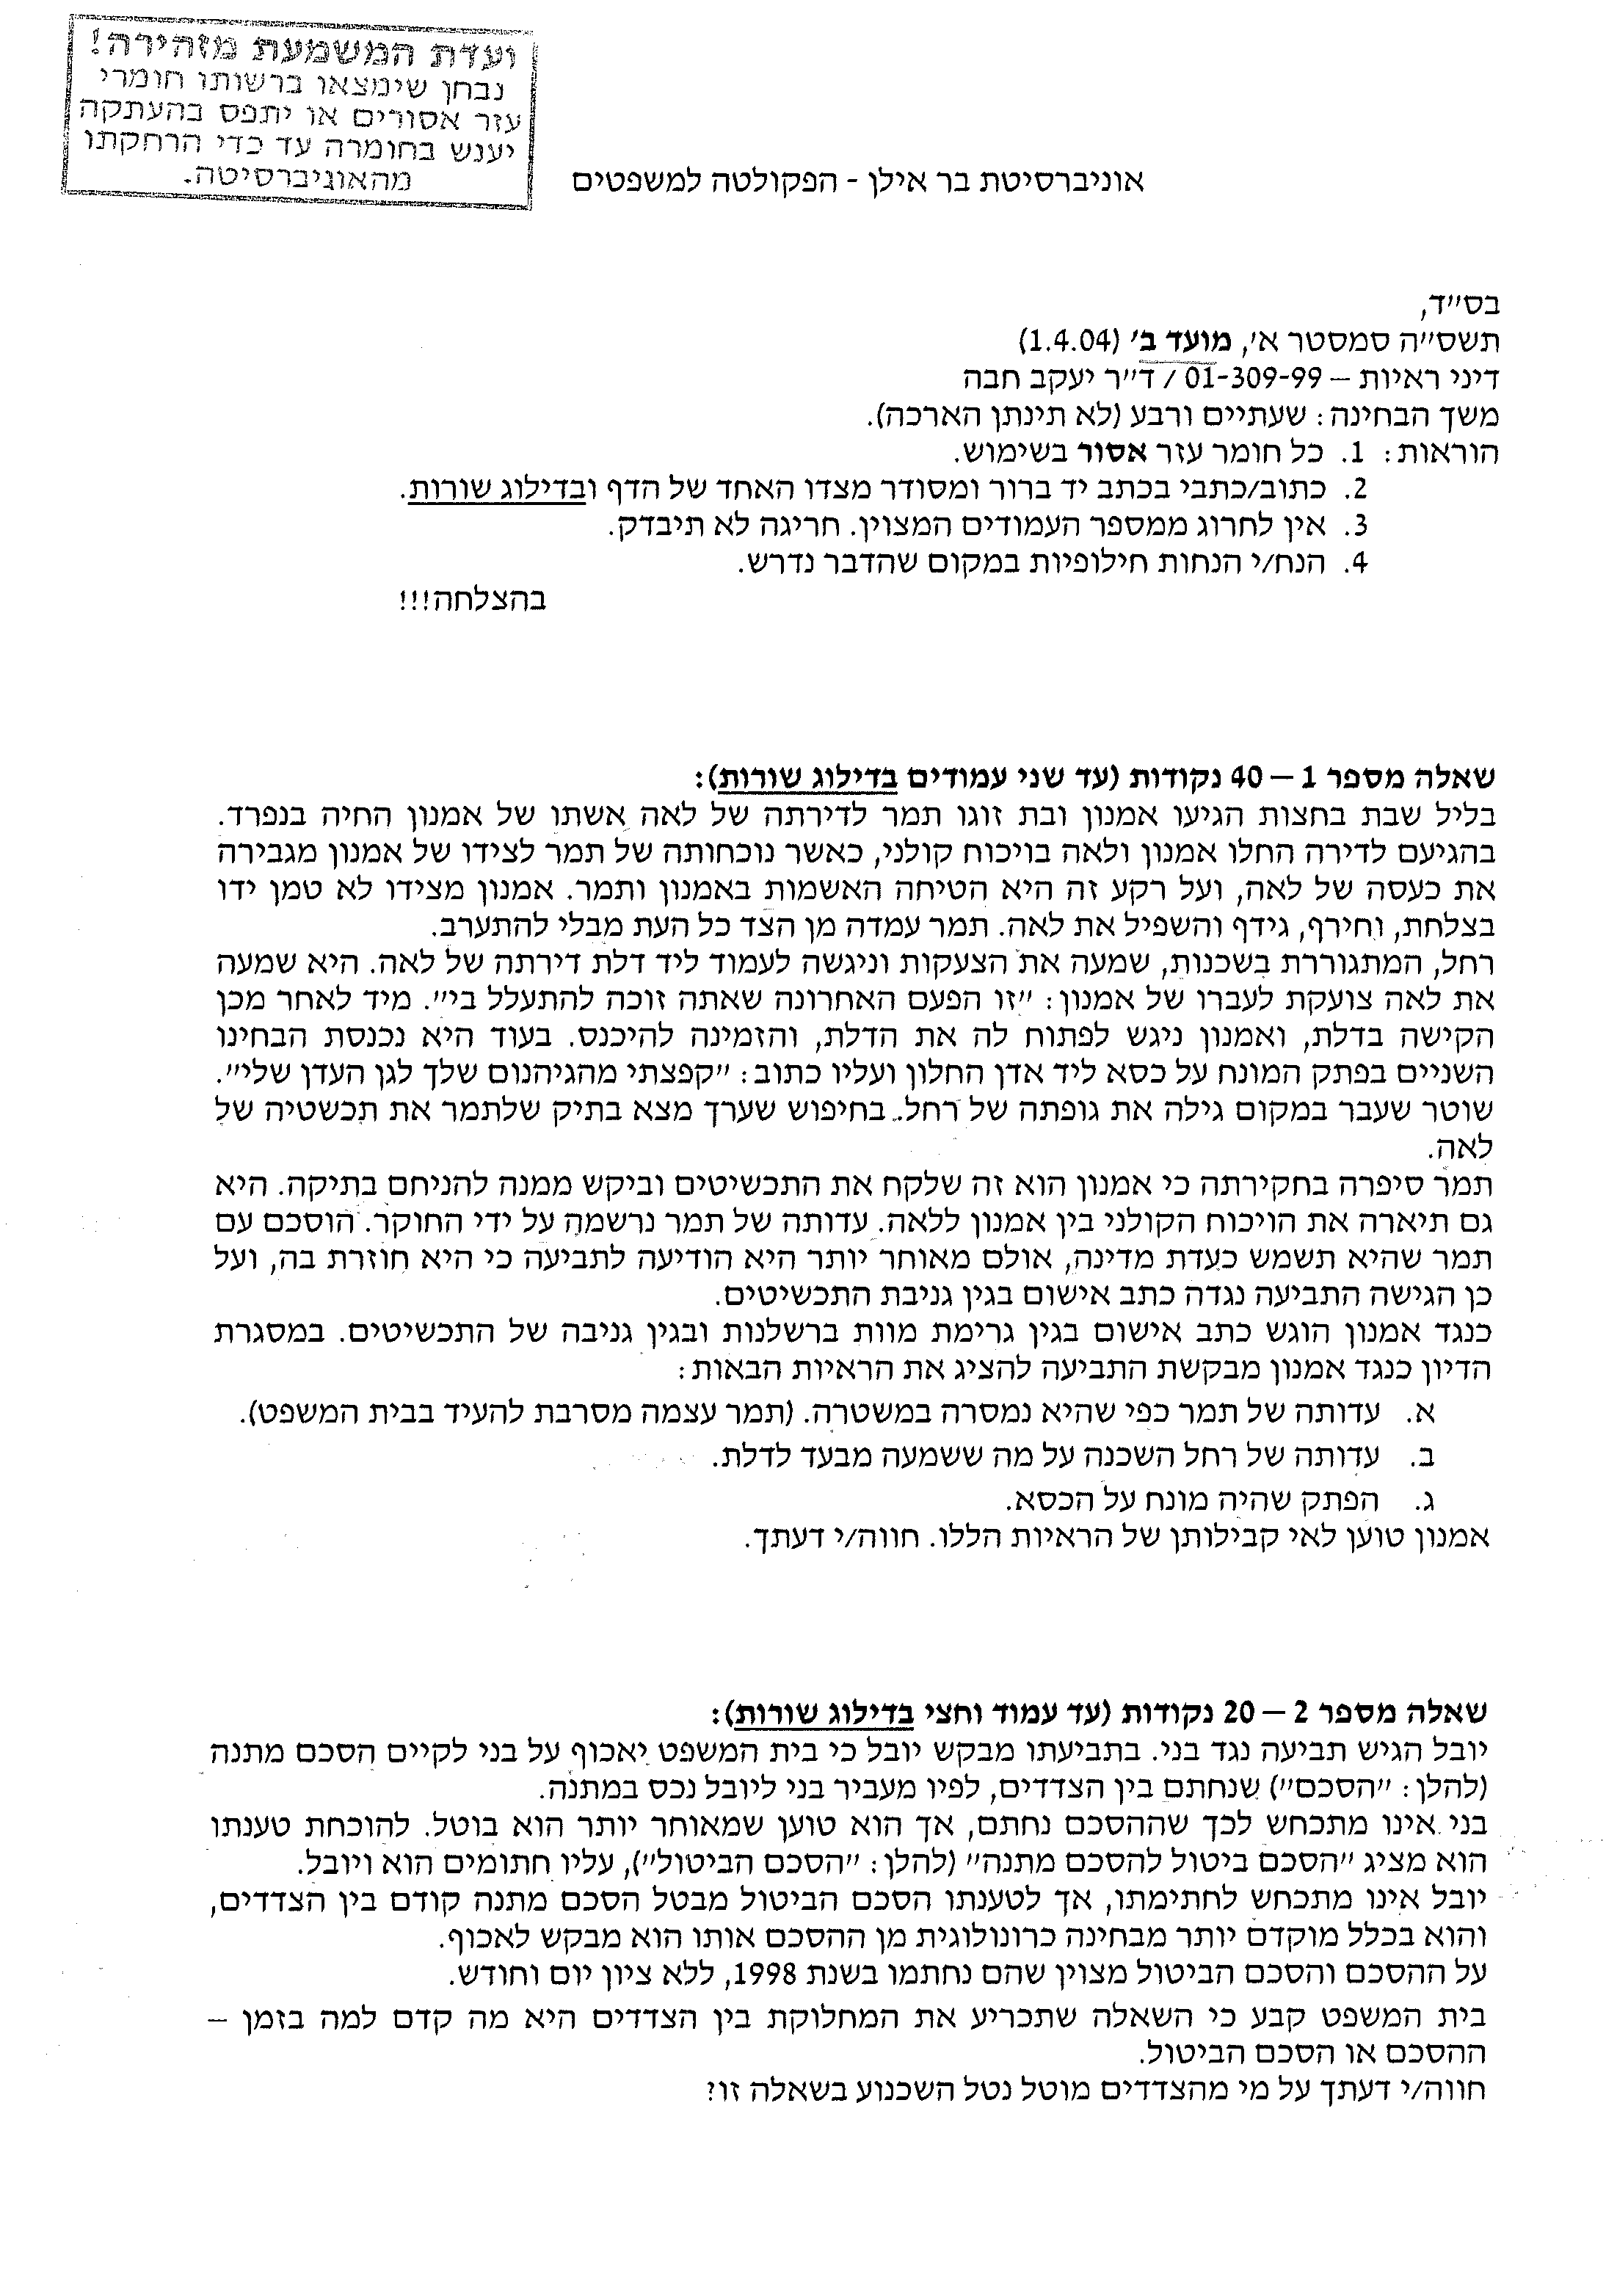 ועדת המשמעת מזהירה!
נבחן שימצאו ברשותו חומרי
עזר אסורים או יתפס בהעתקה
יענש בחומרה עד כדי הרחקתו
מהאוניברסיטה.
אוניברסיטת בר אילן - הפקולטה למשפטים
בס״ד,
תשס״ה סמסטר א׳, מועד ב׳ (1.4.04)
דיני ראיות – 01-309-99 / ד״ר יעקב חבה
משך הבחינה: שעתיים ורבע (לא תינתן הארכה).
הוראות: 1. כל חומר עזר אסור בשימוש.
2. כתוב/כתבי בכתב יד ברור ומסודר מצדו האחד של הדף ובדילוג שורות.
3. אין לחרוג ממספר העמודים המצוין. חריגה לא תיבדק.
4. הנח/י הנחות חילופיות במקום שהדבר נדרש.
בהצלחה!!!
שאלה מספר 1 – 40 נקודות (עד שני עמודים בדילוג שורות):
בליל שבת בחצות הגיעו אמנון ובת זוגו תמר לדירתה של לאה אשתו של אמנון החיה בנפרד.
בהגיעם לדירה החלו אמנון ולאה בויכוח קולני, כאשר נוכחותה של תמר לצידו של אמנון מגבירה
את כעסה של לאה, ועל רקע זה היא הטיחה האשמות באמנון ותמר. אמנון מצידו לא טמן ידו
בצלחת, וחירף, גידף והשפיל את לאה. תמר עמדה מן הצד כל העת מבלי להתערב.
רחל, המתגוררת בשכנות, שמעה את הצעקות וניגשה לעמוד ליד דלת דירתה של לאה. היא שמעה
את לאה צועקת לעברו של אמנון: ״זו הפעם האחרונה שאתה זוכה להתעלל בי״. מיד לאחר מכן
הקישה בדלת, ואמנון ניגש לפתוח לה את הדלת, והזמינה להיכנס. בעוד היא נכנסת הבחינו
השניים בפתק המונח על כסא ליד אדן החלון ועליו כתוב: ״קפצתי מהגיהנום שלך לגן העדן שלי״.
שוטר שעבר במקום גילה את גופתה של רחל. בחיפוש שערך מצא בתיק שלתמר את תכשטיה של
לאה.
תמר סיפרה בחקירתה כי אמנון הוא זה שלקח את התכשיטים וביקש ממנה להניחם בתיקה. היא
גם תיארה את הויכוח הקולני בין אמנון ללאה. עדותה של תמר נרשמה על ידי החוקר. הוסכם עם
תמר שהיא תשמש כעדת מדינה, אולם מאוחר יותר היא הודיעה לתביעה כי היא חוזרת בה, ועל
כן הגישה התביעה נגדה כתב אישום בגין גניבת התכשיטים.
כנגד אמנון הוגש כתב אישום בגין גרימת מוות ברשלנות ובגין גניבה של התכשיטים. במסגרת
הדיון כנגד אמנון מבקשת התביעה להציג את הראיות הבאות:
א. עדותה של תמר כפי שהיא נמסרה במשטרה. (תמר עצמה מסרבת להעיד בבית המשפט).
ב. עדותה של רחל השכנה על מה ששמעה מבעד לדלת.
ג. הפתק שהיה מונח על הכסא.
אמנון טוען לאי קבילותן של הראיות הללו. חווה/י דעתך.
שאלה מספר 2 – 20 נקודות (עד עמוד וחצי בדילוג שורות):
יובל הגיש תביעה נגד בני. בתביעתו מבקש יובל כי בית המשפט יאכוף על בני לקיים הסכם מתנה
(להלן: ״הסכם״) שנחתם בין הצדדים, לפיו מעביר בני ליובל נכס במתנה.
בני אינו מתכחש לכך שההסכם נחתם, אך הוא טוען שמאוחר יותר הוא בוטל. להוכחת טענתו
הוא מציג ״הסכם ביטול להסכם מתנה״ (להלן: ״הסכם הביטול״), עליו חתומים הוא ויובל.
יובל אינו מתכחש לחתימתו, אך לטענתו הסכם הביטול מבטל הסכם מתנה קודם בין הצדדים,
והוא בכלל מוקדם יותר מבחינה כרונולוגית מן ההסכם אותו הוא מבקש לאכוף.
על ההסכם והסכם הביטול מצוין שהם נחתמו בשנת 1998, ללא ציון יום וחודש.
בית המשפט קבע כי השאלה שתכריע את המחלוקת בין הצדדים היא מה קדם למה בזמן –
ההסכם או הסכם הביטול.
חווה/י דעתך על מי מהצדדים מוטל נטל השכנוע בשאלה זו?